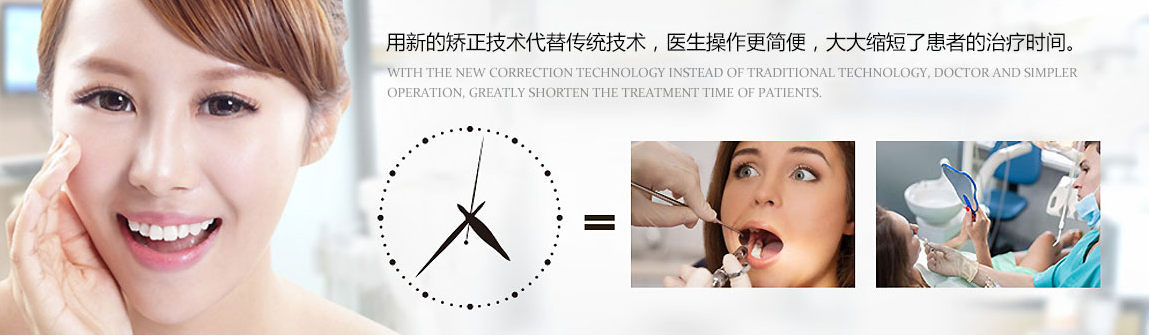 用新的矫正技术代替传统技术，医生操作更简便，大大缩短了患者的治疗时间。
WITH THE NEW CORRECTION TECHNOLOGY INSTEAD OF TRADITIONAL TECHNOLOGY, DOCTOR AND SIMPLER
OPERATION, GREATLY SHORTEN THE TREATMENT TIME OF PATIENTS.
=